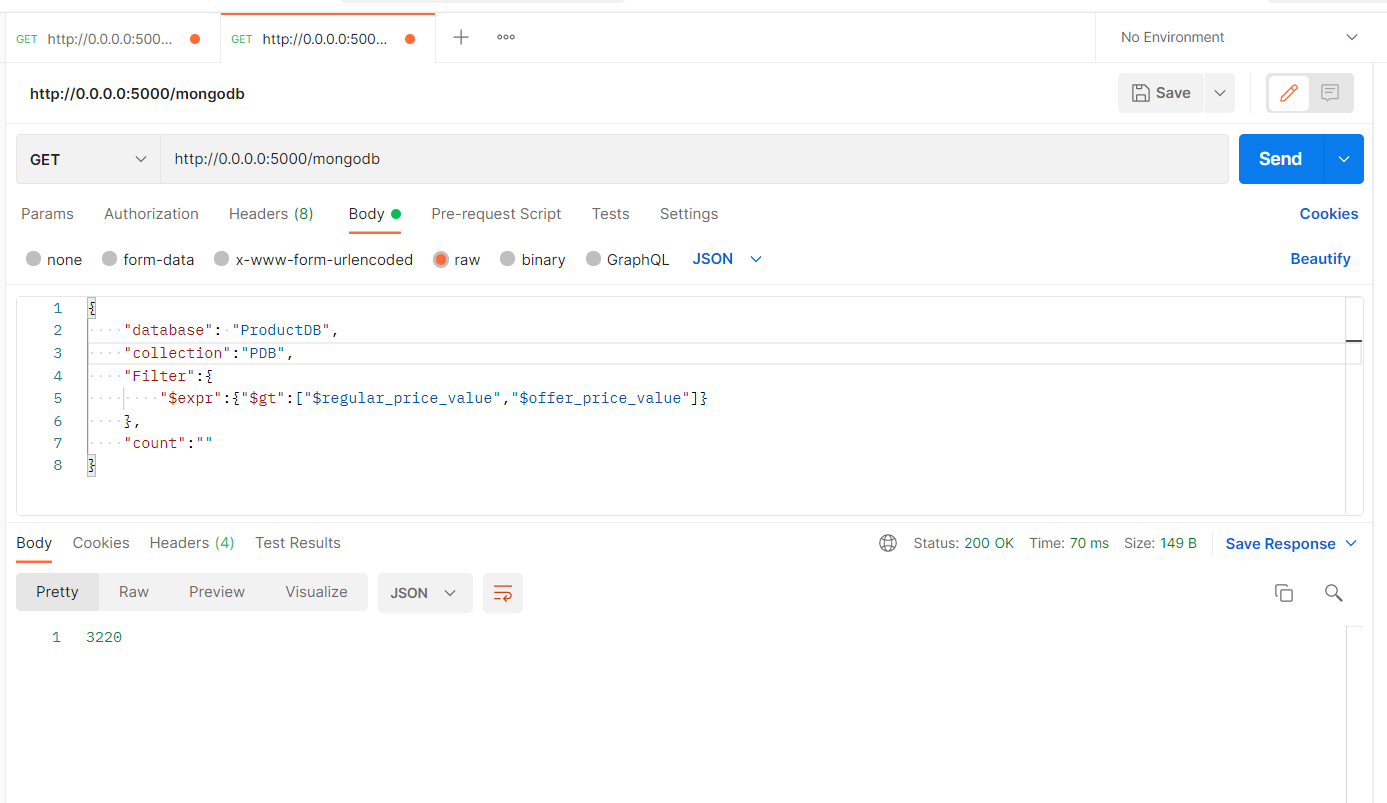 GET http://0.0.0.0:500... GET http://0.0.0.0:500... No Environment
http://0.0.0.0:5000/mongodb Save
GET http://0.0.0.0:5000/mongodb Send
Params Authorization Headers (8) Body Pre-request Script Tests Settings Cookies
none form-data x-www-form-urlencoded raw binary GraphQL JSON Beautify
1 {
2 "database": "ProductDB",
3 "collection":"PDB",
4 "Filter":{
5 "$expr":{"$gt":["$regular_price_value","$offer_price_value"]}
6 },
7 "count":""
8 }
Body Cookies Headers (4) Test Results Status: 200 OK Time: 70 ms Size: 149 B Save Response
Pretty Raw Preview Visualize JSON
1 3220